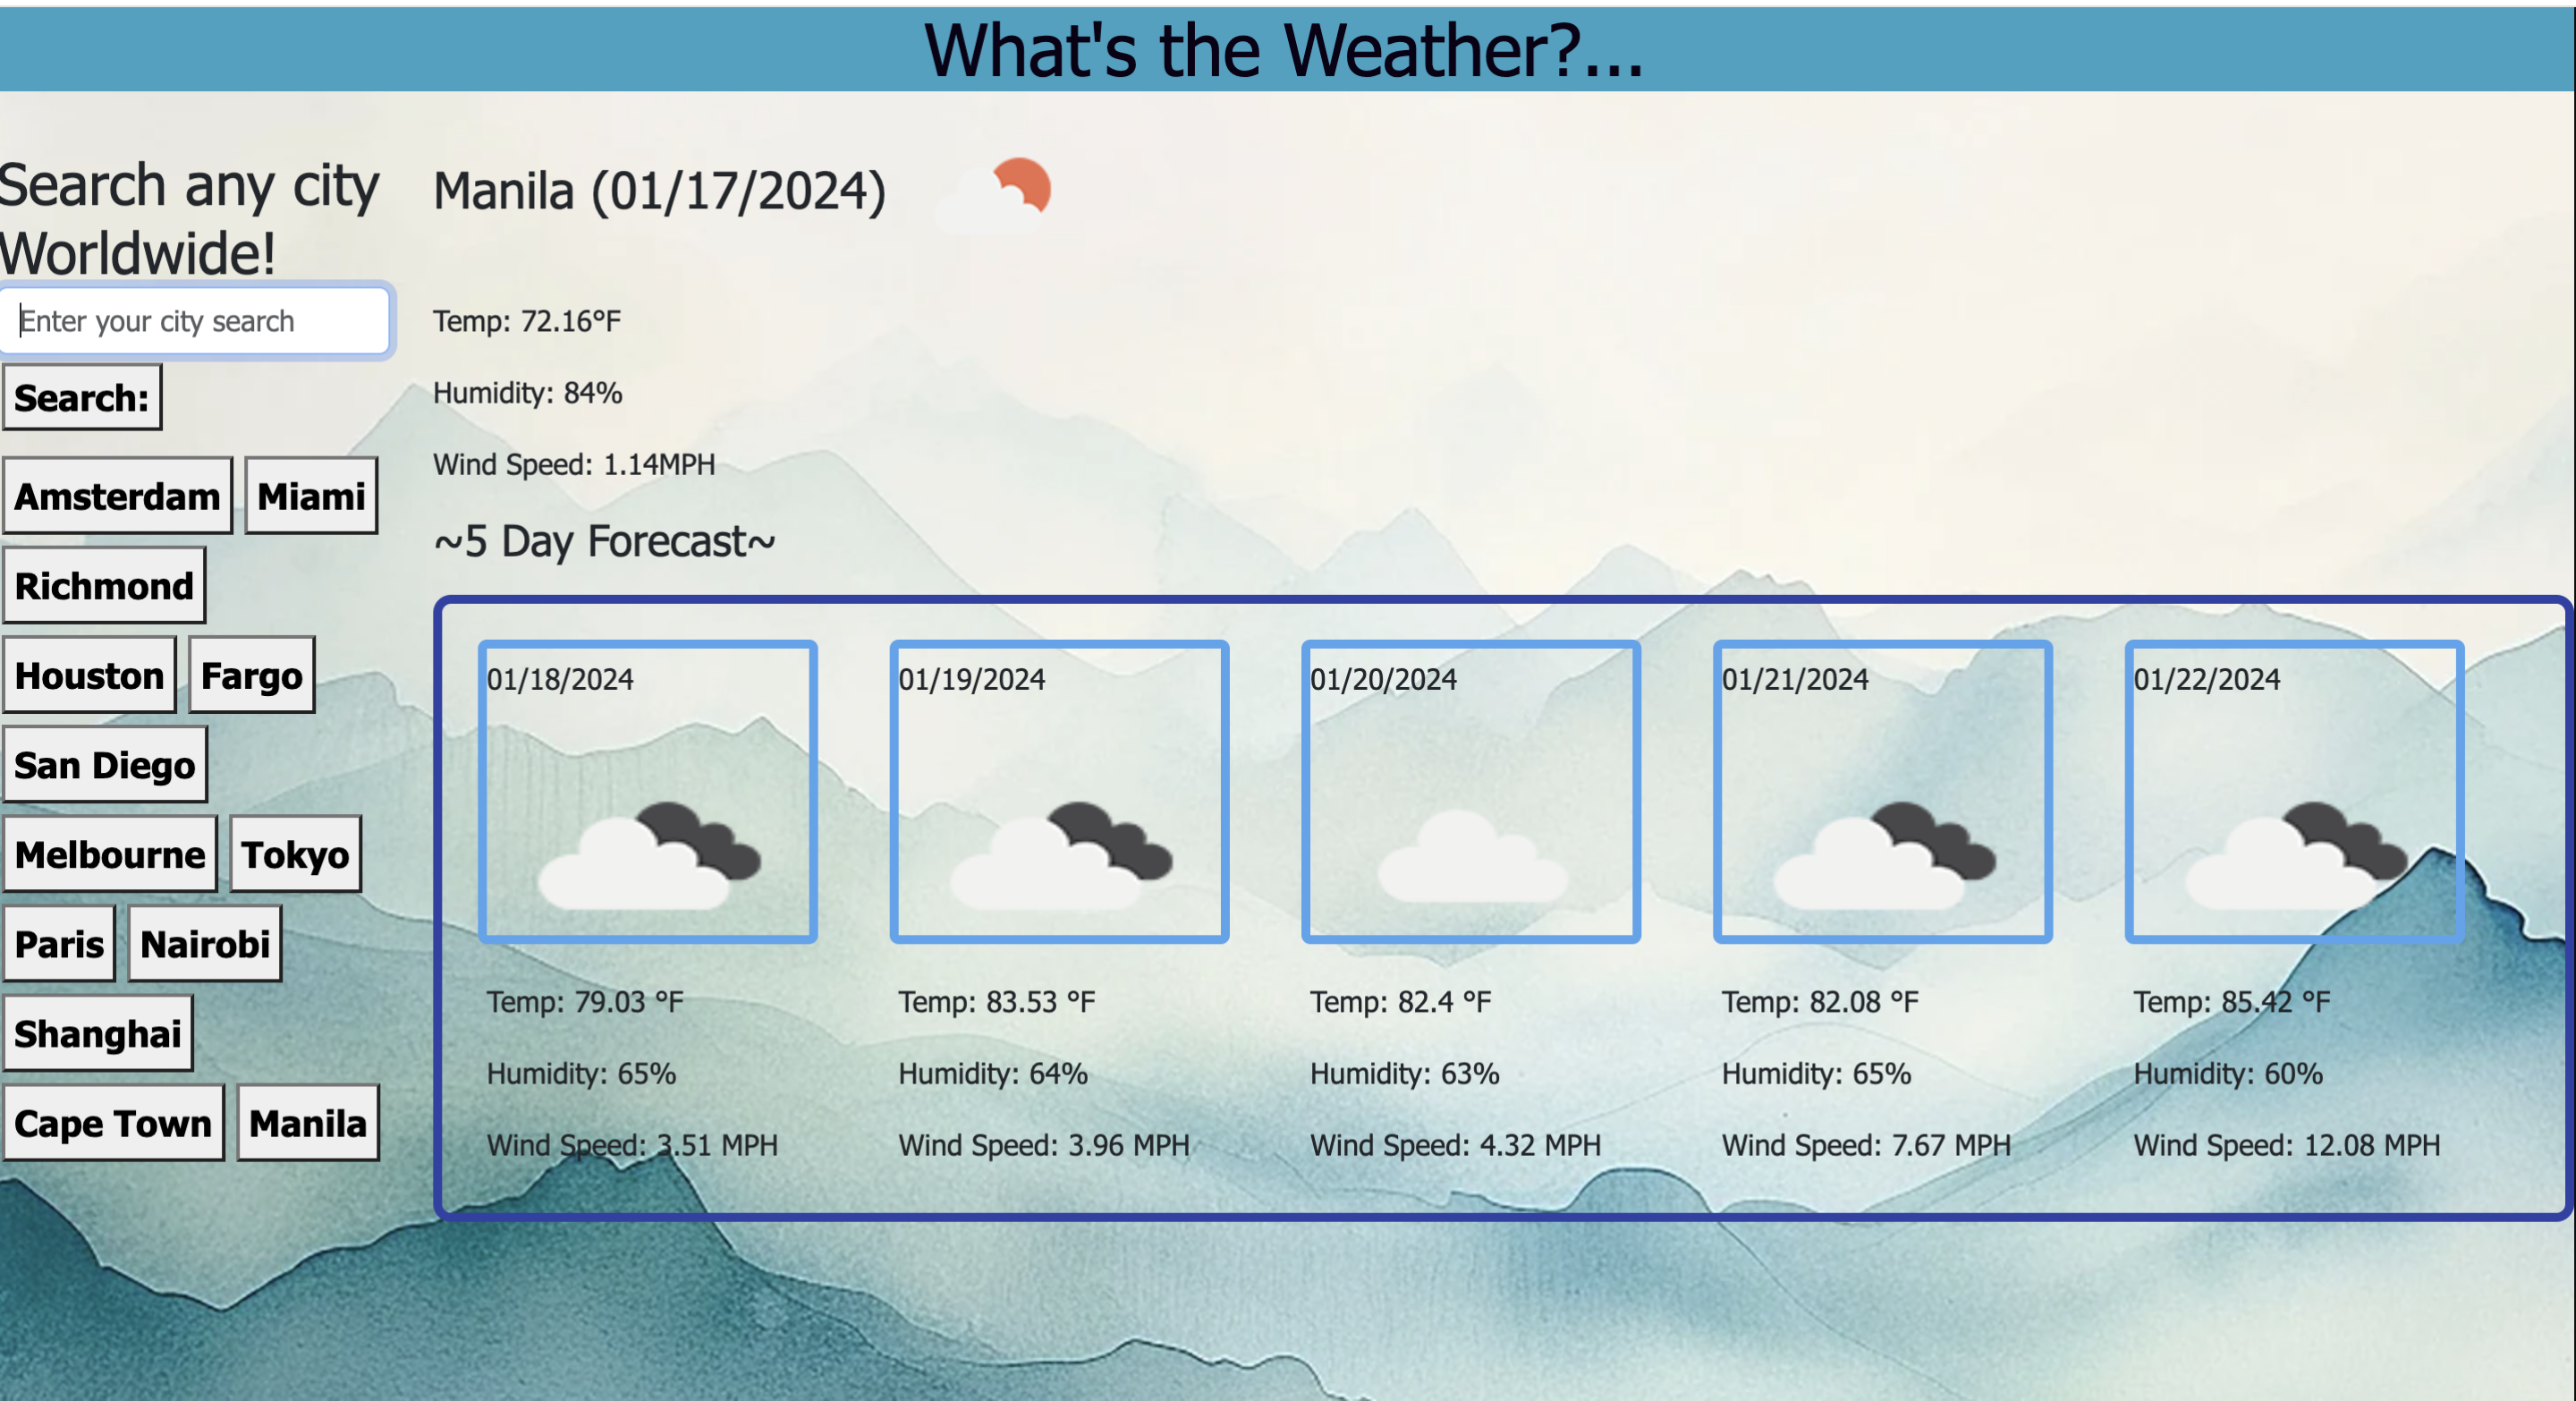 What's the Weather?...
Search any city
Worldwide!
Enter your city search
Search:
Amsterdam Miami
Richmond
Houston Fargo
San Diego
Melbourne Tokyo
Paris Nairobi
Shanghai
Cape Town Manila
Manila (01/17/2024)
Temp: 72.16°F
Humidity: 84%
Wind Speed: 1.14MPH
~5 Day Forecast~
01/18/2024
Temp: 79.03 °F
Humidity: 65%
Wind Speed: 3.51 MPH
01/19/2024
Temp: 83.53 °F
Humidity: 64%
Wind Speed: 3.96 MPH
01/20/2024
Temp: 82.4 °F
Humidity: 63%
Wind Speed: 4.32 MPH
01/21/2024
Temp: 82.08 °F
Humidity: 65%
Wind Speed: 7.67 MPH
01/22/2024
Temp: 85.42 °F
Humidity: 60%
Wind Speed: 12.08 MPH